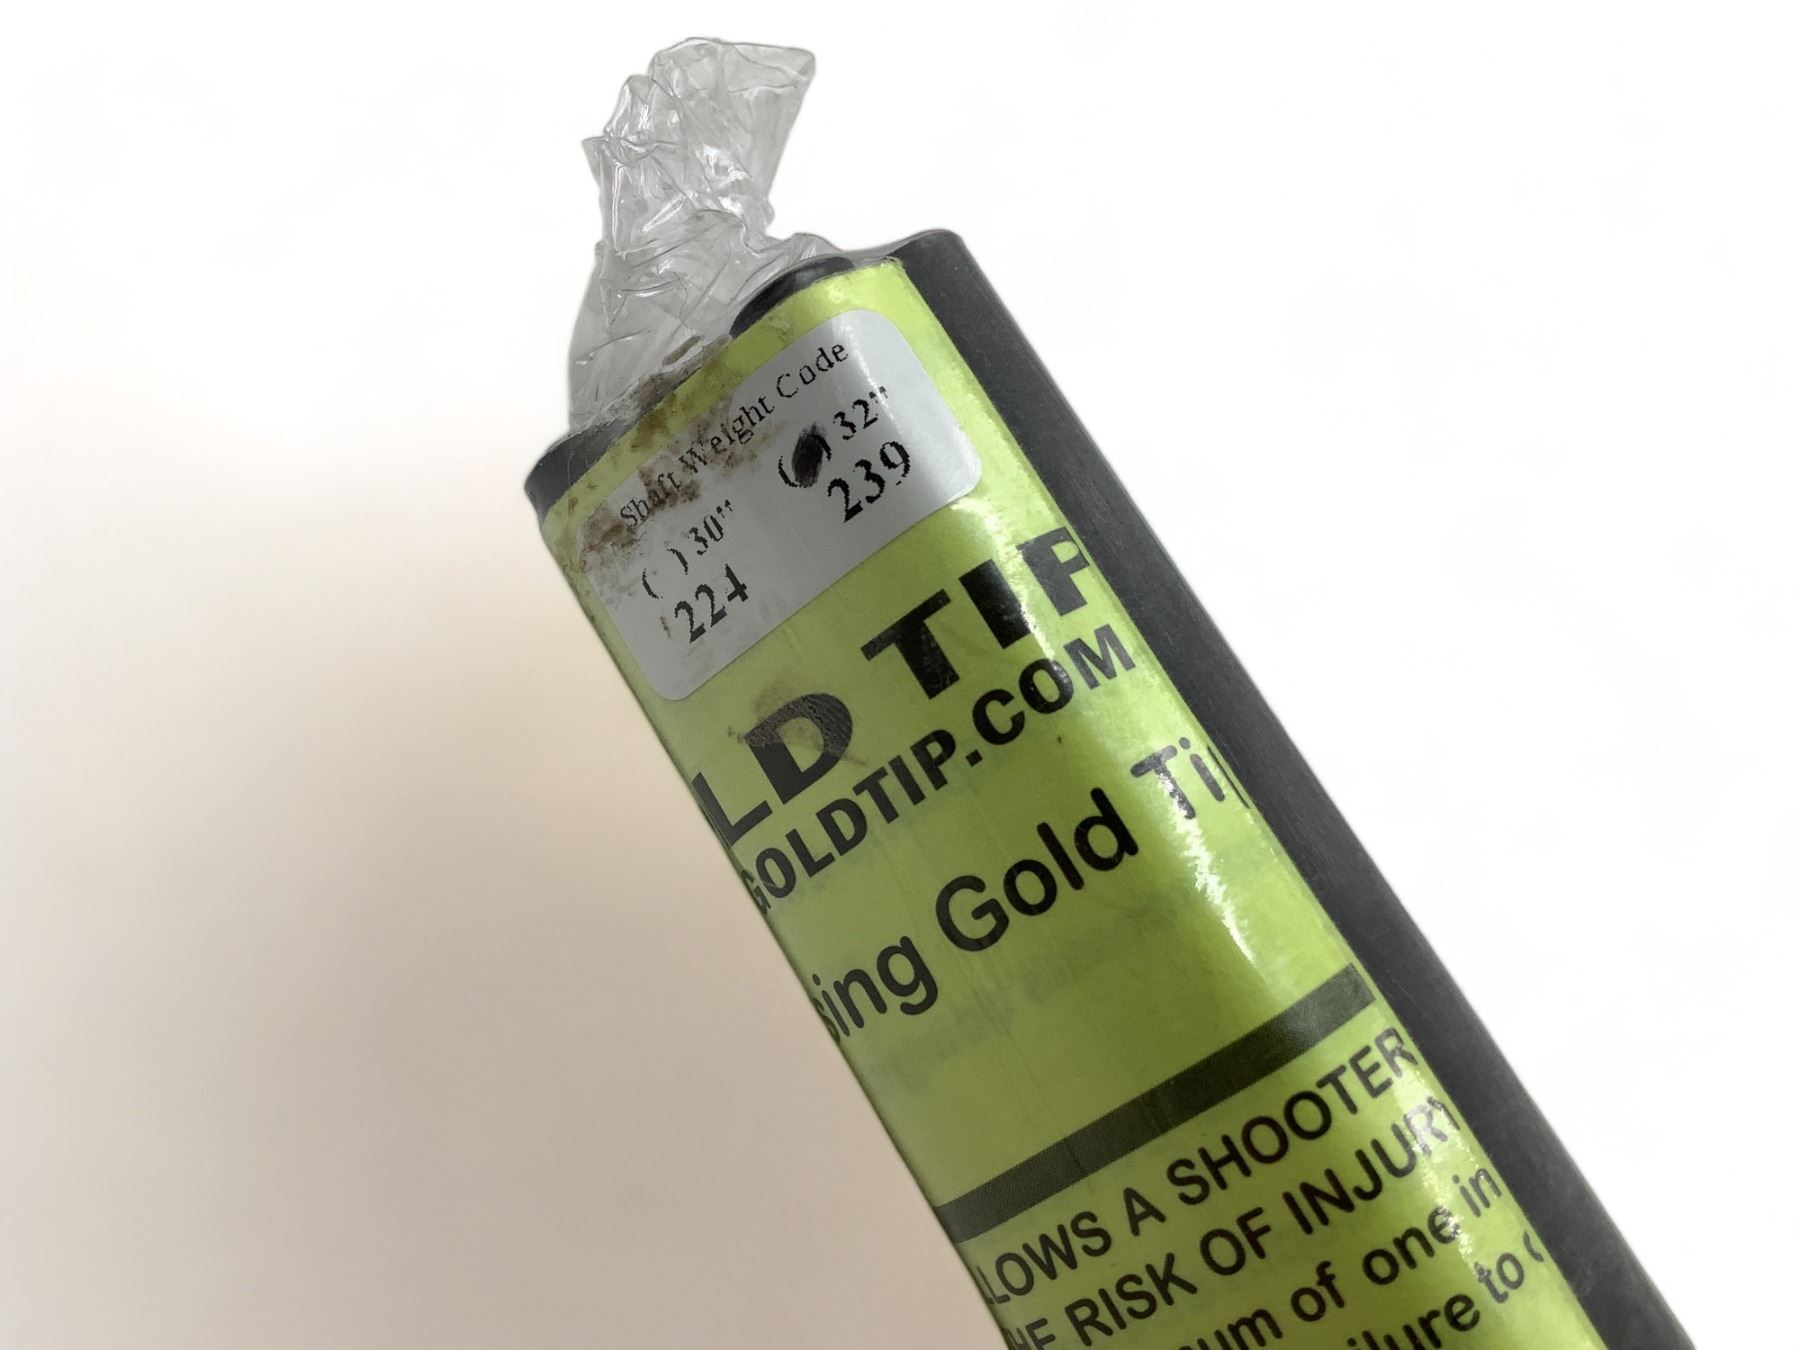 Shaft Weight Code
( ) 30" ( ) 32"
224 239
LD TIP
GOLDTIP.COM
sing Gold Ti
LOWS A SHOOTER
HE RISK OF INJURY
num of one in
ilure to